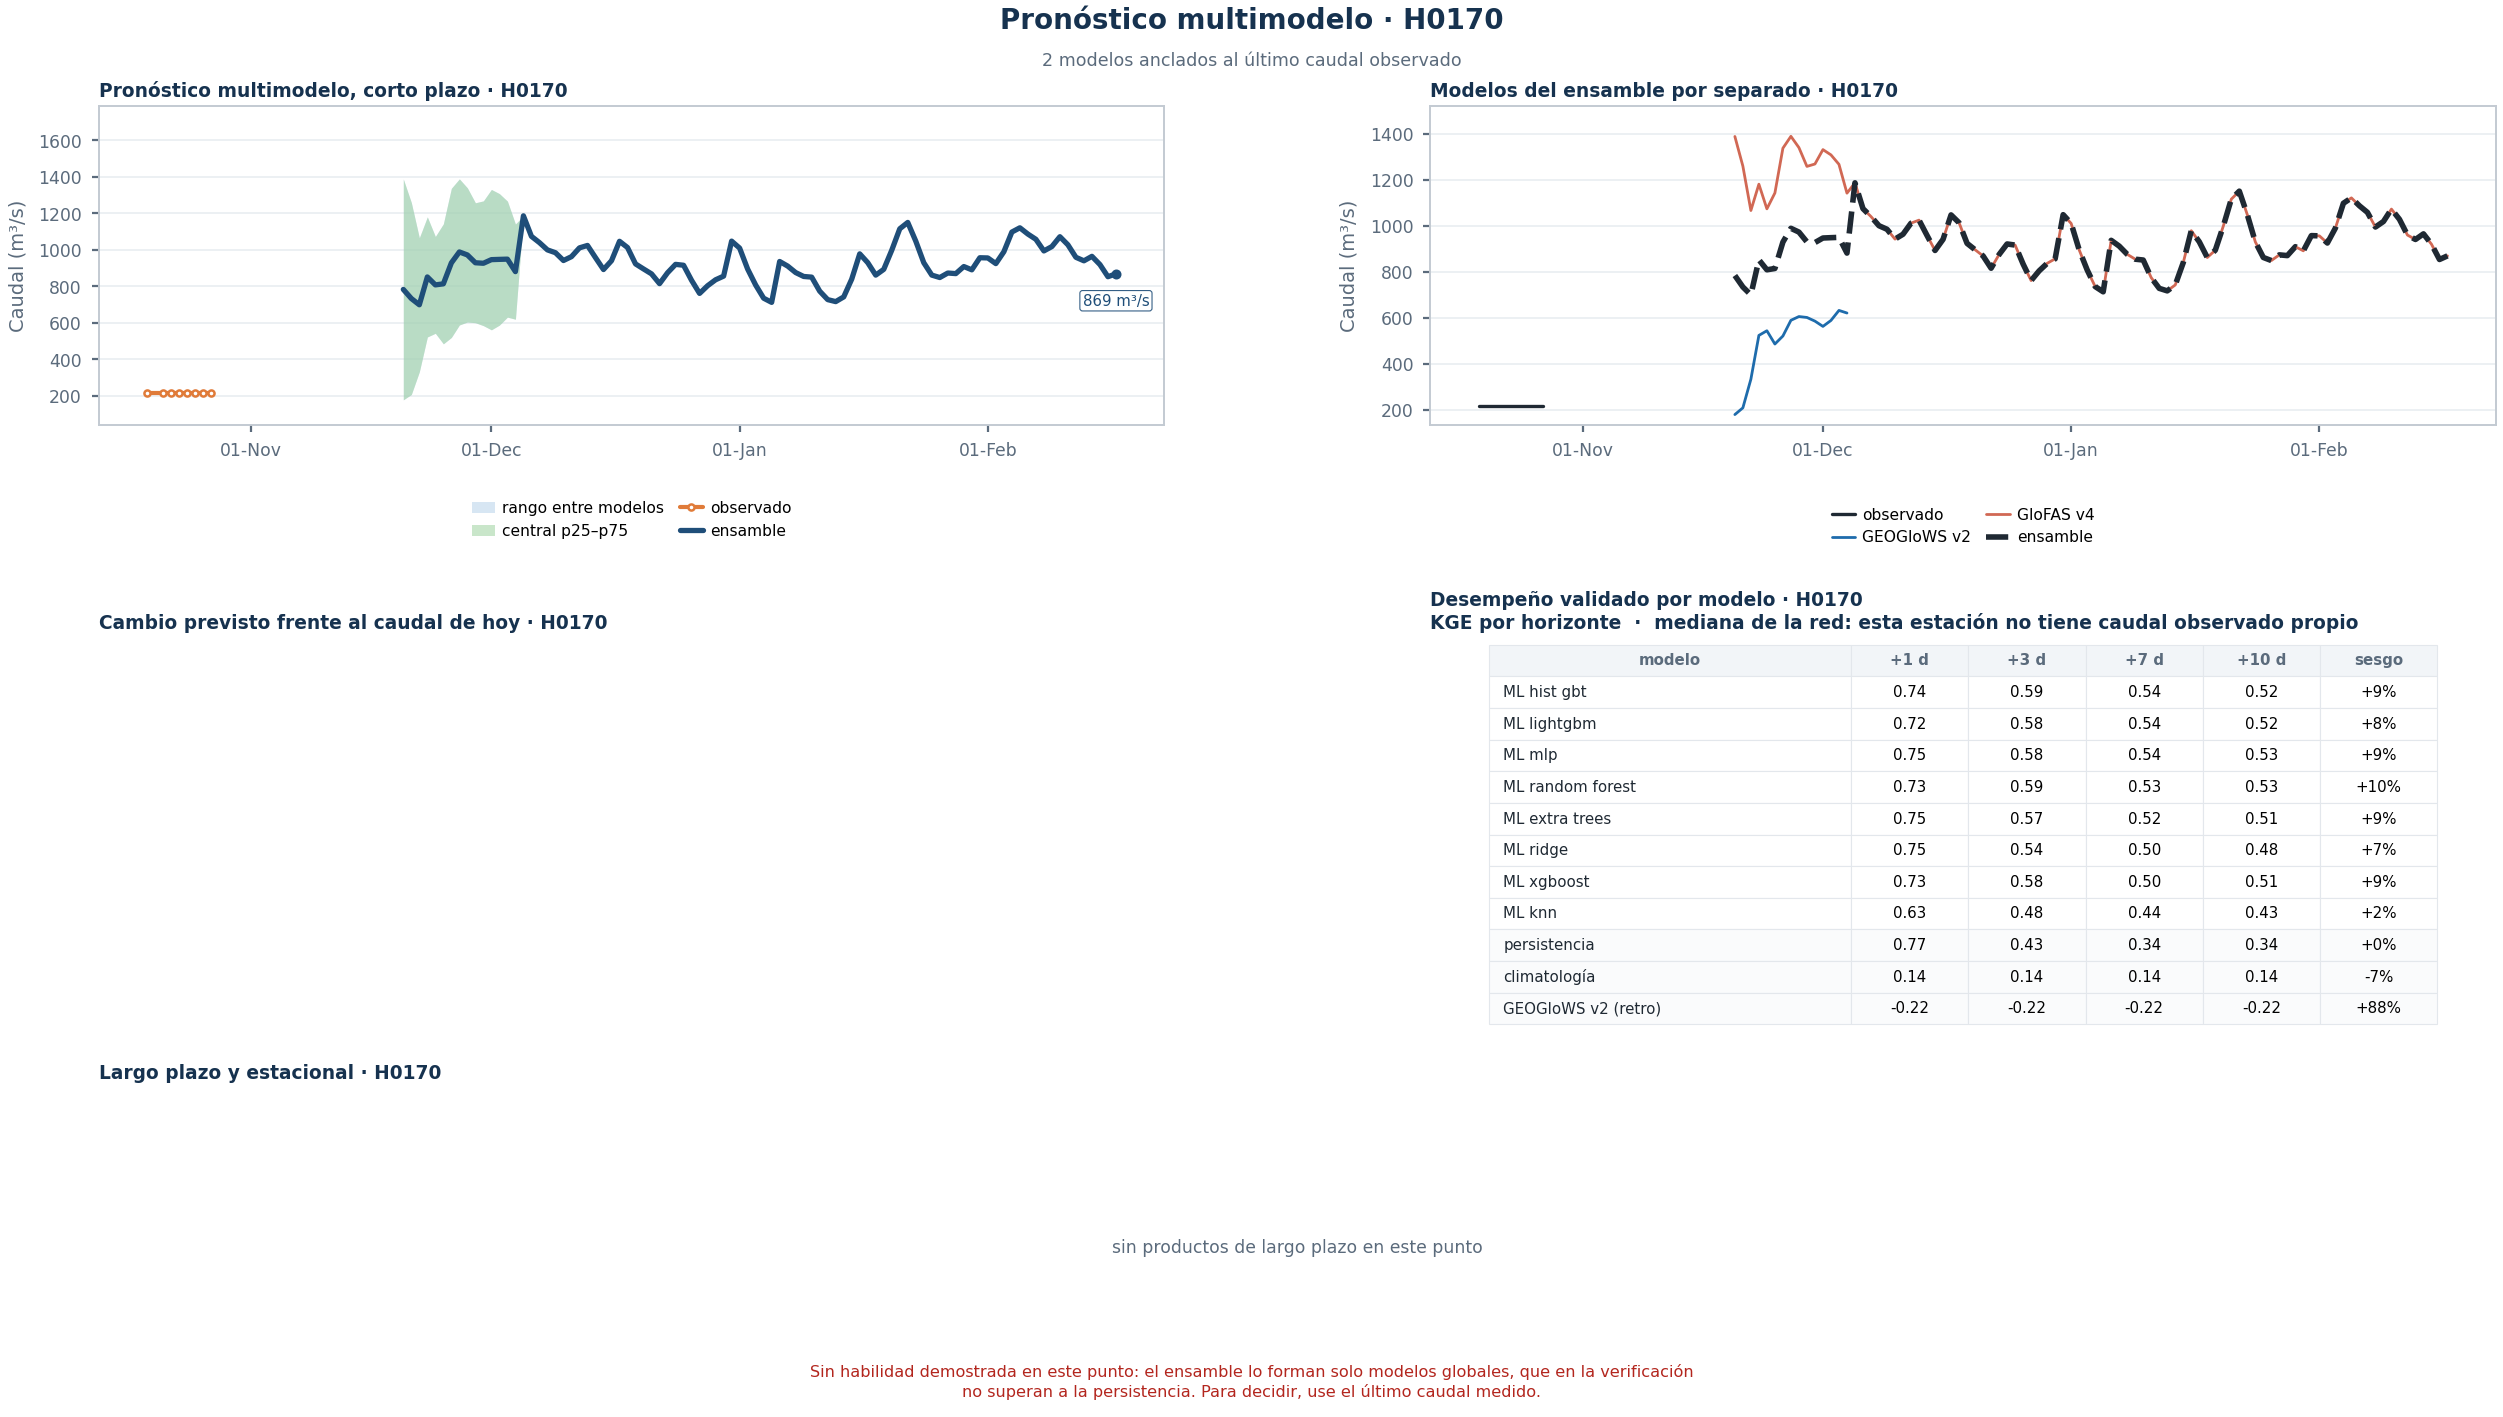 Pronóstico multimodelo · H0170
2 modelos anclados al último caudal observado
Pronóstico multimodelo, corto plazo · H0170
Caudal (m³/s)
1600
1400
1200
1000
800
600
400
200
869 m³/s
01-Nov
01-Dec
01-Jan
01-Feb
rango entre modelos
observado
central p25–p75
ensamble
Modelos del ensamble por separado · H0170
Caudal (m³/s)
1400
1200
1000
800
600
400
200
01-Nov
01-Dec
01-Jan
01-Feb
observado
GloFAS v4
GEOGloWS v2
ensamble
Cambio previsto frente al caudal de hoy · H0170
Desempeño validado por modelo · H0170
KGE por horizonte · mediana de la red: esta estación no tiene caudal observado propio
modelo +1 d +3 d +7 d +10 d sesgo
ML hist gbt 0.74 0.59 0.54 0.52 +9%
ML lightgbm 0.72 0.58 0.54 0.52 +8%
ML mlp 0.75 0.58 0.54 0.53 +9%
ML random forest 0.73 0.59 0.53 0.53 +10%
ML extra trees 0.75 0.57 0.52 0.51 +9%
ML ridge 0.75 0.54 0.50 0.48 +7%
ML xgboost 0.73 0.58 0.50 0.51 +9%
ML knn 0.63 0.48 0.44 0.43 +2%
persistencia 0.77 0.43 0.34 0.34 +0%
climatología 0.14 0.14 0.14 0.14 -7%
GEOGloWS v2 (retro) -0.22 -0.22 -0.22 -0.22 +88%
Largo plazo y estacional · H0170
sin productos de largo plazo en este punto
Sin habilidad demostrada en este punto: el ensamble lo forman solo modelos globales, que en la verificación
no superan a la persistencia. Para decidir, use el último caudal medido.